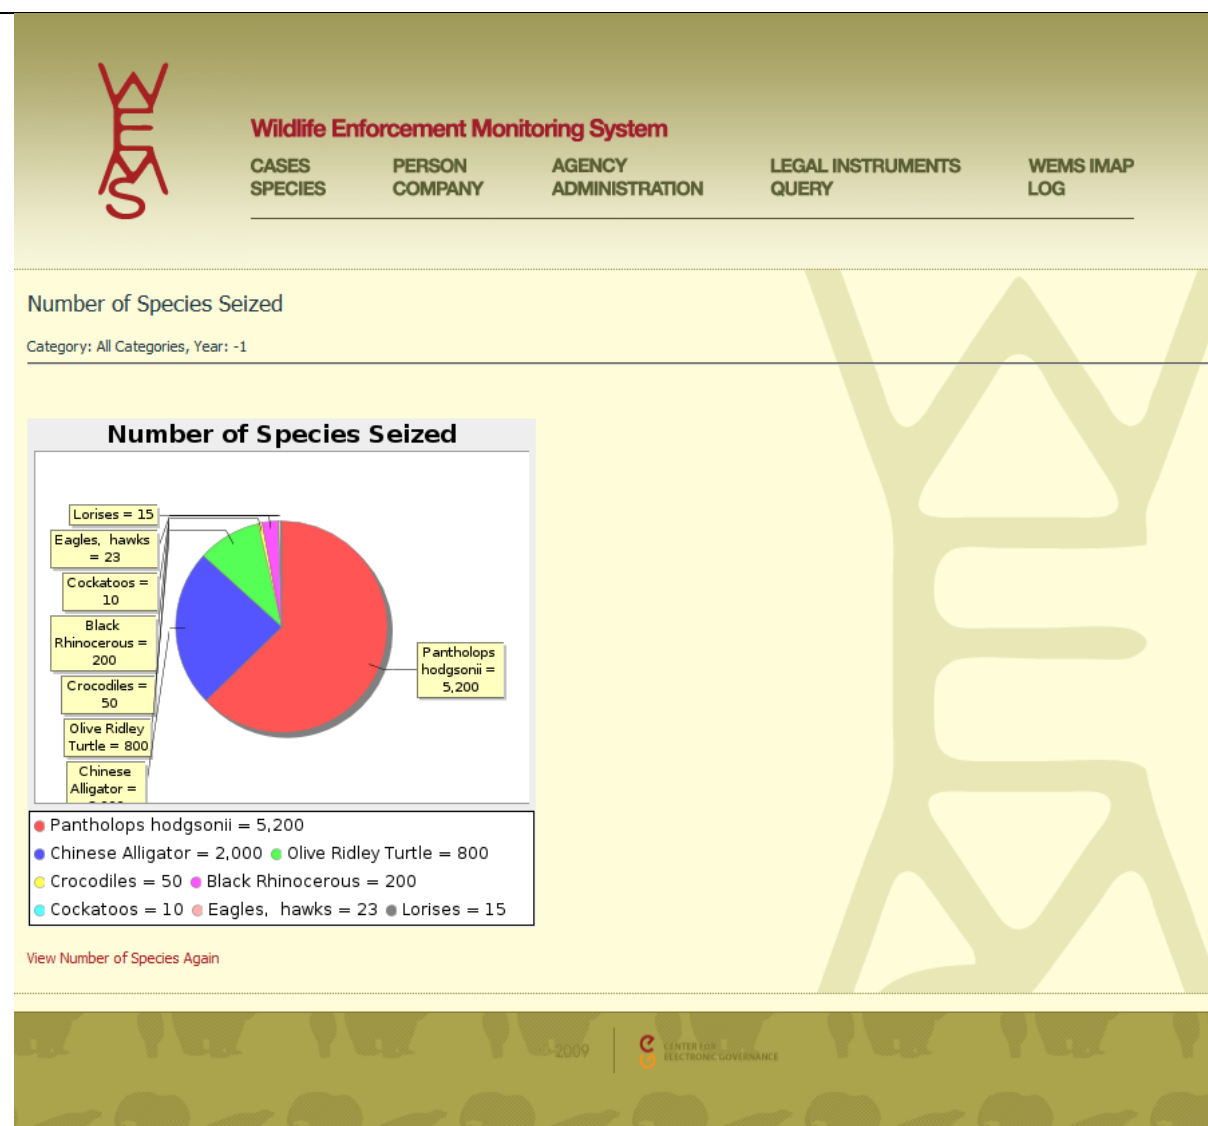 WEMS
Wildlife Enforcement Monitoring System
CASES PERSON AGENCY LEGAL INSTRUMENTS WEMS IMAP
SPECIES COMPANY ADMINISTRATION QUERY LOG
Number of Species Seized
Category: All Categories, Year: -1
Number of Species Seized
Lorises = 15
Eagles, hawks
= 23
Cockatoos =
10
Black
Rhinocerous =
200
Crocodiles =
50
Olive Ridley
Turtle = 800
Chinese
Alligator =
Pantholops
hodgsonii =
5,200
Pantholops hodgsonii = 5,200
Chinese Alligator = 2,000 Olive Ridley Turtle = 800
Crocodiles = 50 Black Rhinocerous = 200
Cockatoos = 10 Eagles, hawks = 23 Lorises = 15
View Number of Species Again
2009
CENTER FOR
ELECTRONIC GOVERNANCE